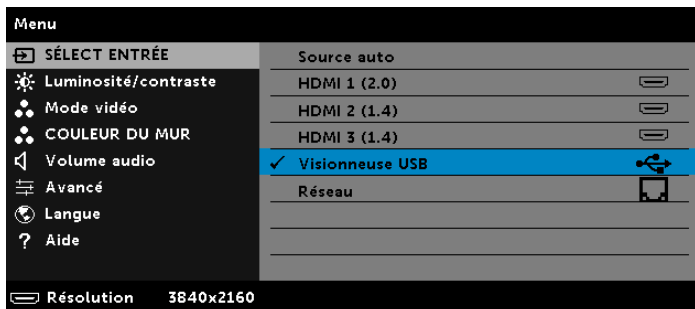 Menu
SÉLECT ENTRÉE
Luminosité/contraste
Mode vidéo
COULEUR DU MUR
Volume audio
Avancé
Langue
? Aide
Source auto
HDMI 1 (2.0)
HDMI 2 (1.4)
HDMI 3 (1.4)
✓ Visionneuse USB
Réseau
Résolution 3840x2160